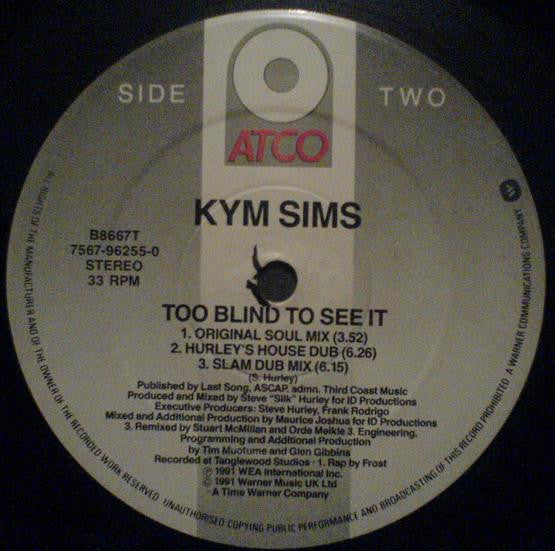 SIDE TWO
ATCO
KYM SIMS
B8667T
7567-96255-0
STEREO
33 RPM
TOO BLIND TO SEE IT
1. ORIGINAL SOUL MIX (3.52)
2. HURLEY'S HOUSE DUB (6.26)
3. SLAM DUB MIX (6.15)
(S. Hurley)
Published by Last Song, ASCAP. admn. Third Coast Music
Produced and Mixed by Steve "Silk" Hurley for ID Productions
Executive Producers: Steve Hurley, Frank Rodrigo
Mixed and Additional Production by Maurice Joshua for ID Productions
3. Remixed by Stuart McMillan and Orde Meikle 3. Engineering.
Programming and Additional Production
by Tim Muotume and Glen Gibbins
Recorded at Tanglewood Studios · 1. Rap by Frost
℗ 1991 WEA International Inc.
© 1991 Warner Music UK Ltd
A Time Warner Company
ALL RIGHTS OF THE MANUFACTURER AND OF THE OWNER OF THE RECORDED WORK RESERVED UNAUTHORISED COPYING PUBLIC PERFORMANCE AND BROADCASTING OF THIS RECORD PROHIBITED A WARNER COMMUNICATIONS COMPANY